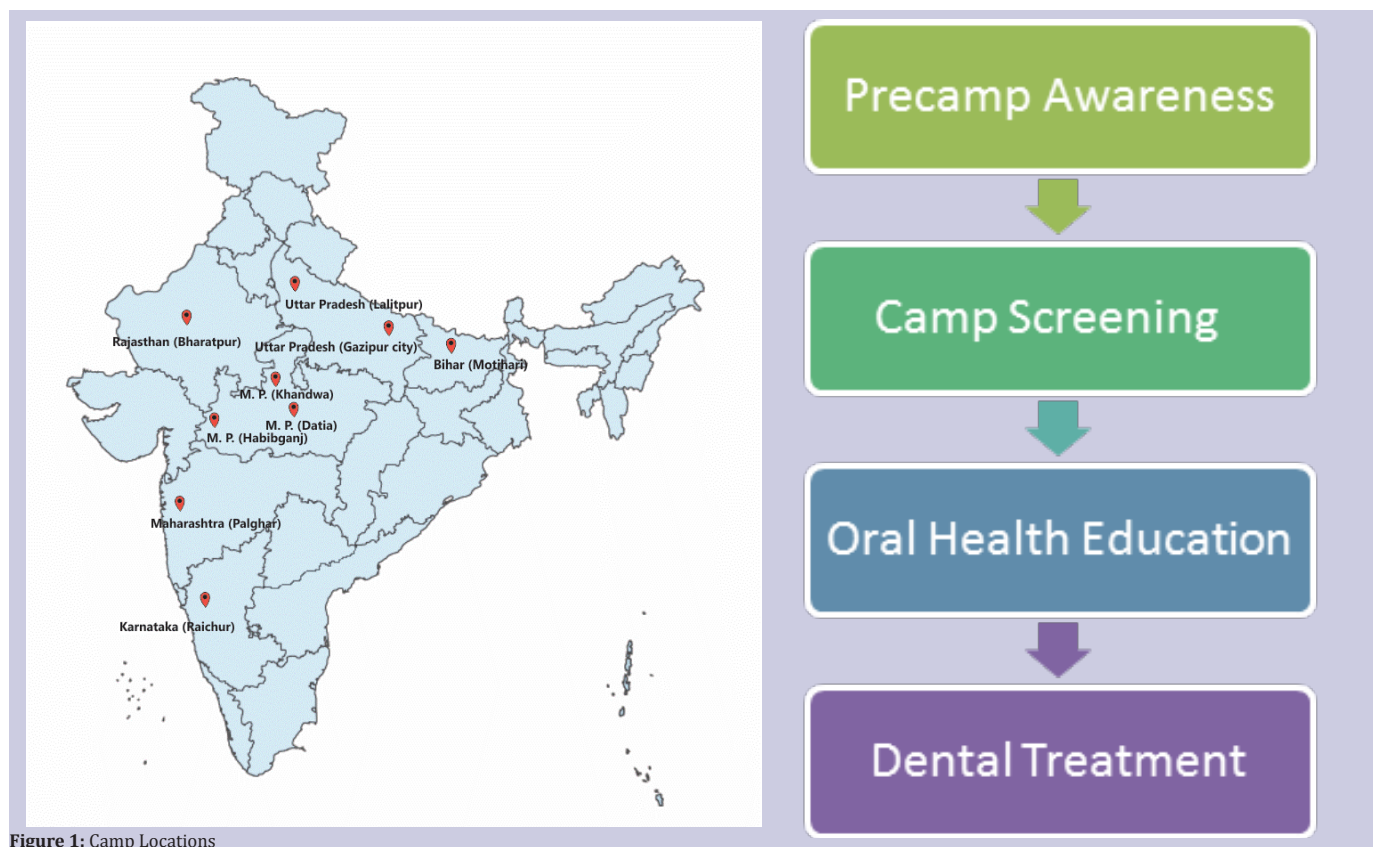 Uttar Pradesh (Lalitpur)
Rajasthan (Bharatpur)
Uttar Pradesh (Gazipur city)
Bihar (Motihari)
M. P. (Khandwa)
M. P. (Datia)
M. P. (Habibganj)
Maharashtra (Palghar)
Karnataka (Raichur)
Precamp Awareness
Camp Screening
Oral Health Education
Dental Treatment
Figure 1: Camp Locations